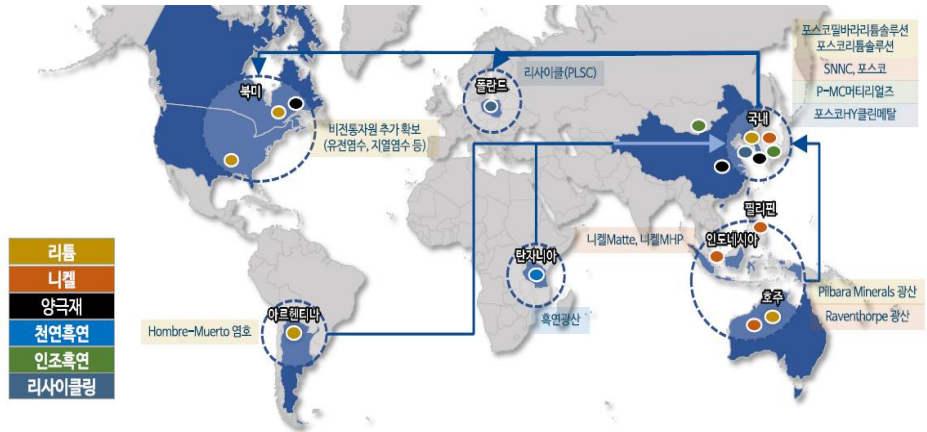 포스코필바라리튬솔루션
포스코리튬솔루션
SNNC, 포스코
P-MC머티리얼즈
포스코HY클린메탈
북미
폴란드
리사이클(PLSC)
국내
비전통자원 추가 확보
(유전염수, 지열염수 등)
필리핀
니켈Matte, 니켈MHP
인도네시아
탄자니아
흑연광산
호주
Pilbara Minerals 광산
Raventhorpe 광산
아르헨티나
Hombre-Muerto 염호
리튬
니켈
양극재
천연흑연
인조흑연
리사이클링